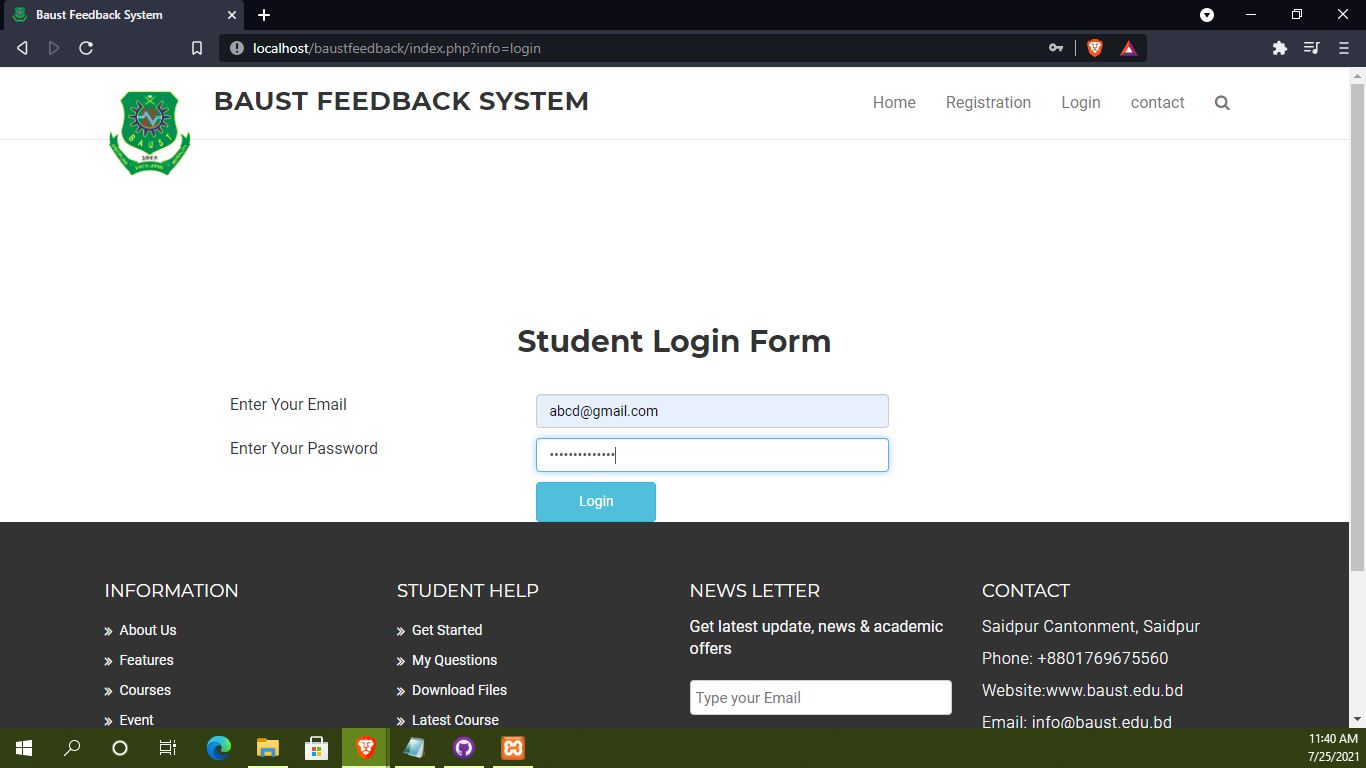 Baust Feedback System
localhost/baustfeedback/index.php?info=login
BAUST
2015
BAUST FEEDBACK SYSTEM
Home Registration Login contact
Student Login Form
Enter Your Email
abcd@gmail.com
Enter Your Password
••••••••••••••
Login
INFORMATION
» About Us
» Features
» Courses
» Event
STUDENT HELP
» Get Started
» My Questions
» Download Files
» Latest Course
NEWS LETTER
Get latest update, news & academic
offers
Type your Email
CONTACT
Saidpur Cantonment, Saidpur
Phone: +8801769675560
Website:www.baust.edu.bd
Email: info@baust.edu.bd
11:40 AM
7/25/2021